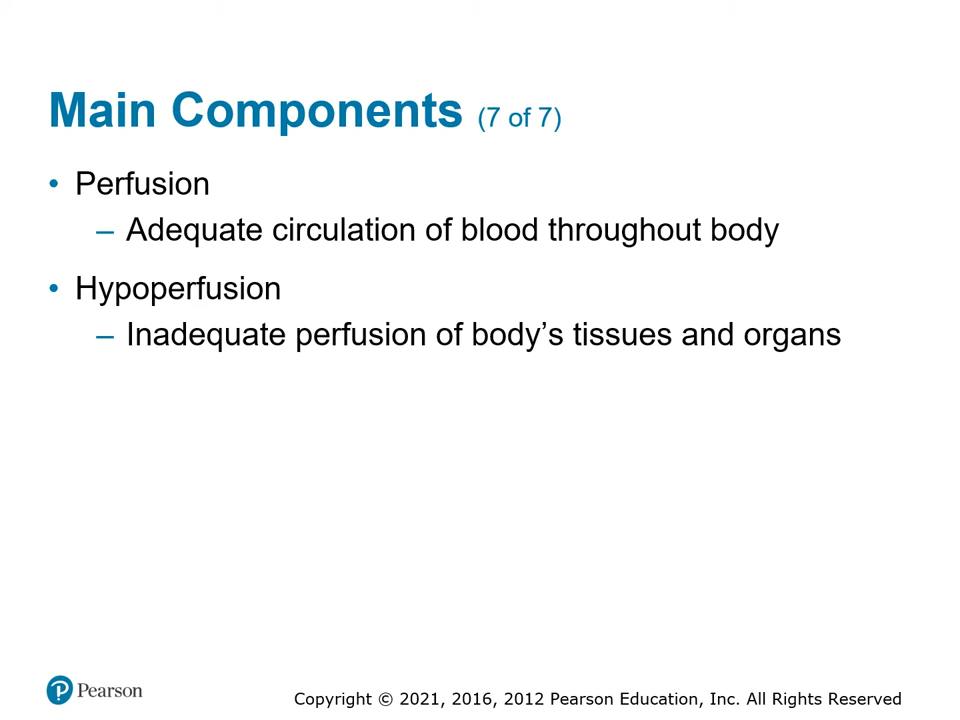 Main Components (7 of 7)
• Perfusion
– Adequate circulation of blood throughout body
• Hypoperfusion
– Inadequate perfusion of body’s tissues and organs
Pearson
Copyright © 2021, 2016, 2012 Pearson Education, Inc. All Rights Reserved